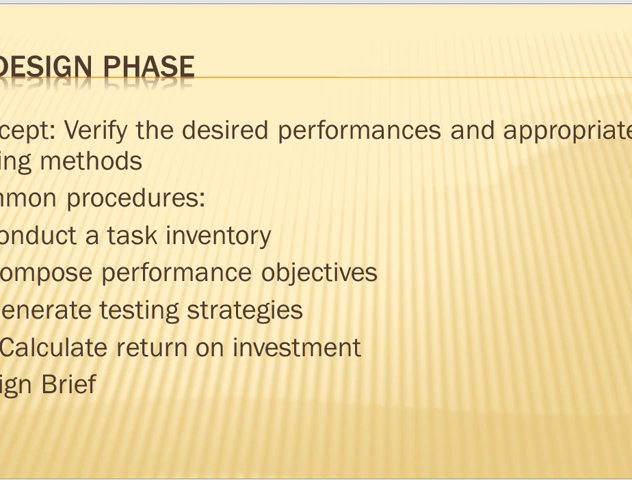 DESIGN PHASE
cept: Verify the desired performances and appropriate
ing methods
mmon procedures:
onduct a task inventory
ompose performance objectives
enerate testing strategies
Calculate return on investment
ign Brief